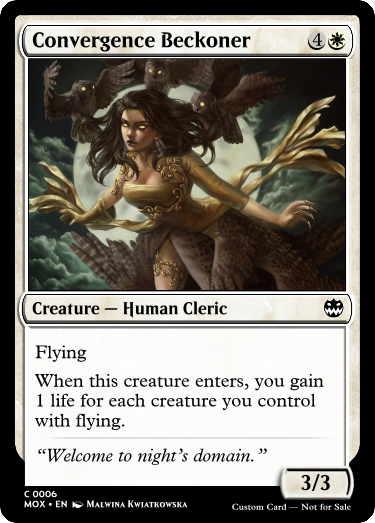 Convergence Beckoner 4
Creature — Human Cleric
Flying
When this creature enters, you gain
1 life for each creature you control
with flying.
“Welcome to night’s domain.”
3/3
C 0006
MOX • EN Malwina Kwiatkowska
Custom Card — Not for Sale